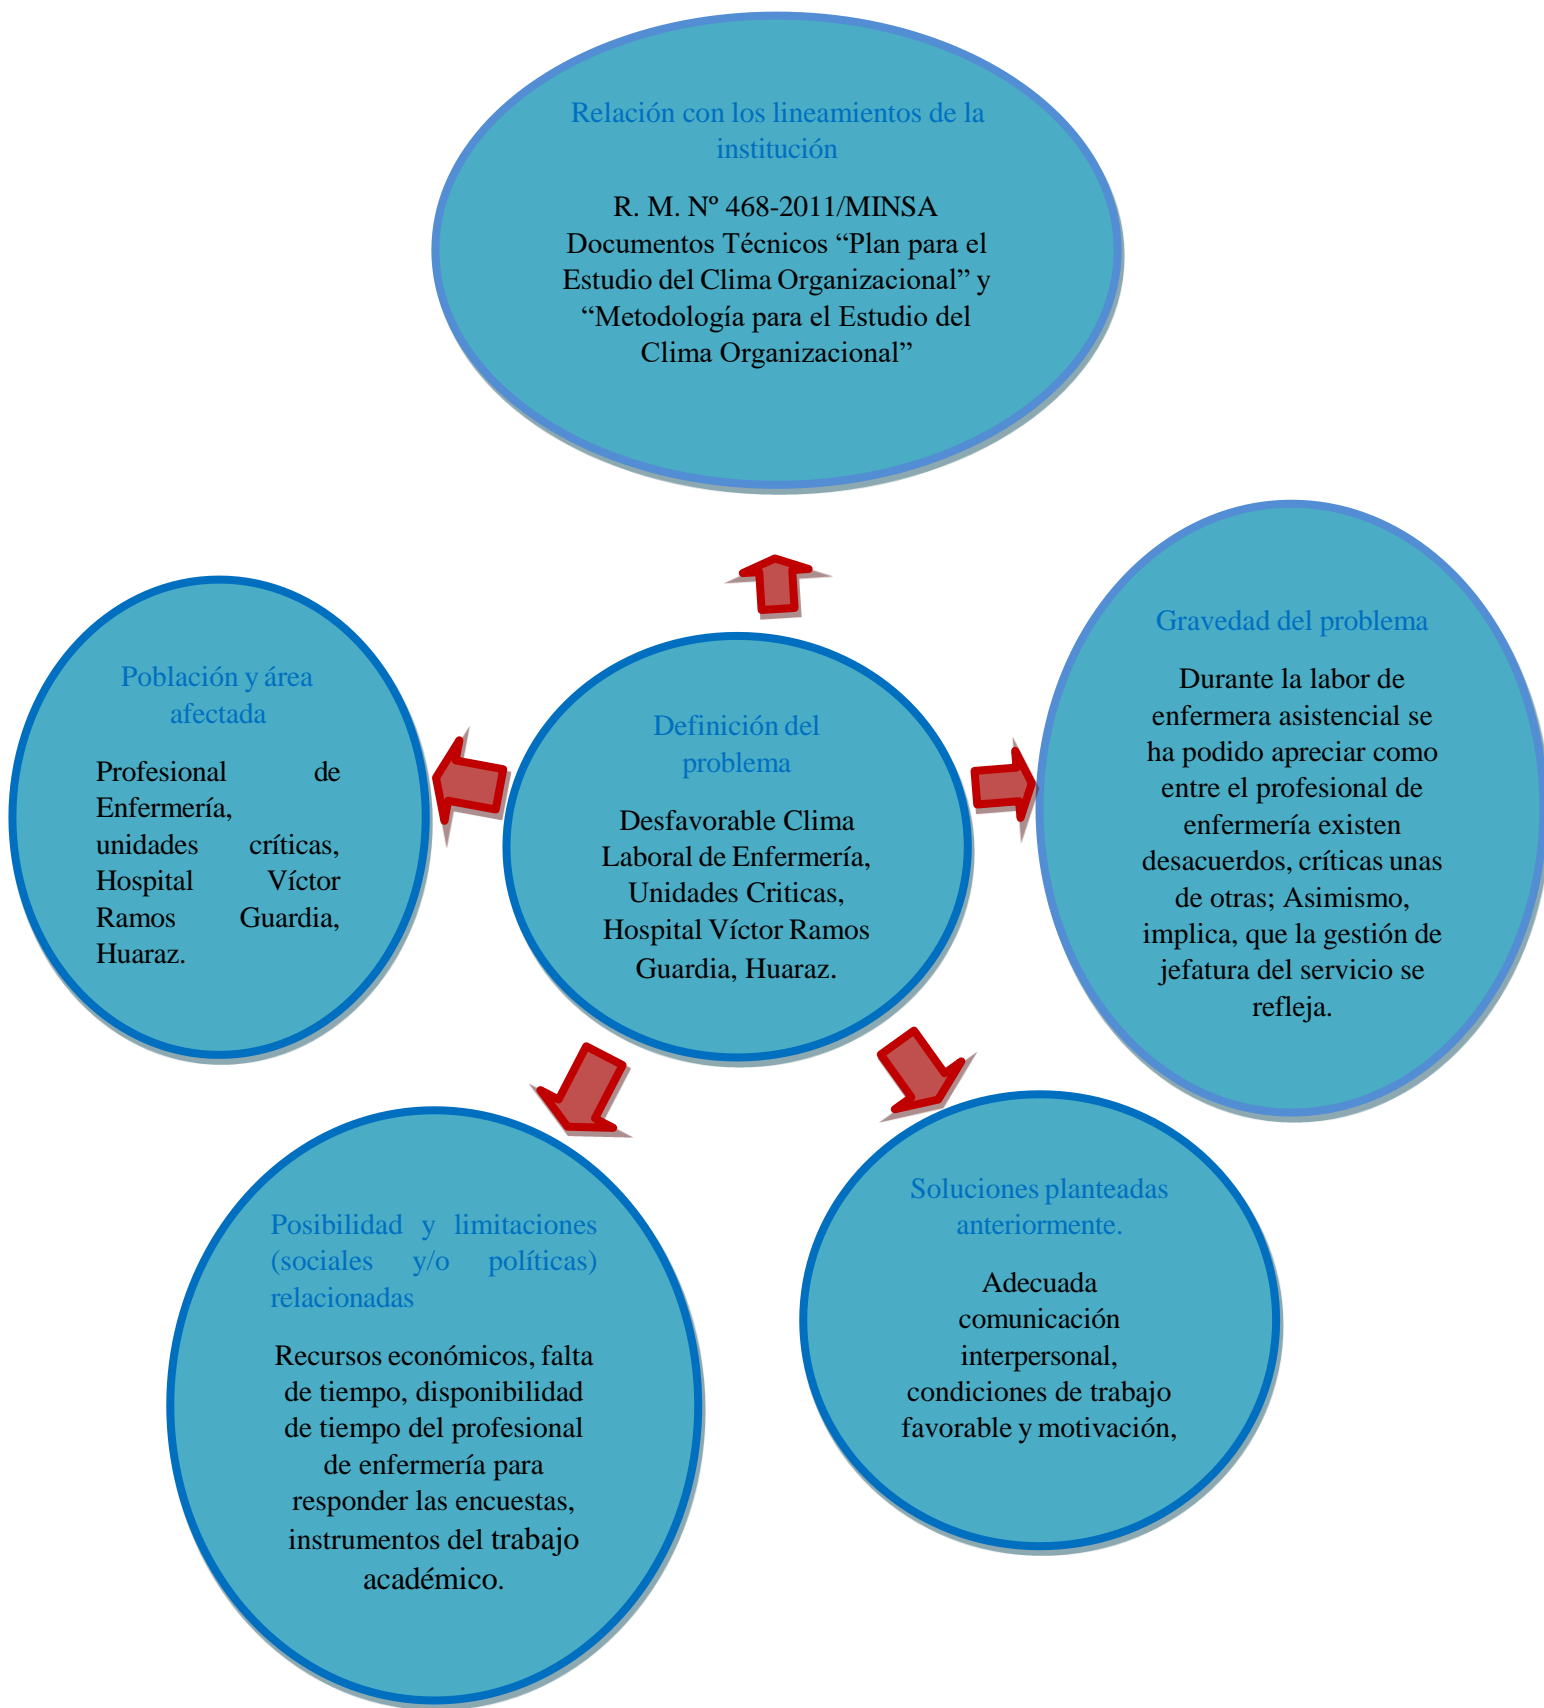 Relación con los lineamientos de la
institución
R. M. Nº 468-2011/MINSA
Documentos Técnicos “Plan para el
Estudio del Clima Organizacional” y
“Metodología para el Estudio del
Clima Organizacional”
Población y área
afectada
Profesional de
Enfermería,
unidades críticas,
Hospital Víctor
Ramos Guardia,
Huaraz.
Definición del
problema
Desfavorable Clima
Laboral de Enfermería,
Unidades Criticas,
Hospital Víctor Ramos
Guardia, Huaraz.
Gravedad del problema
Durante la labor de
enfermera asistencial se
ha podido apreciar como
entre el profesional de
enfermería existen
desacuerdos, críticas unas
de otras; Asimismo,
implica, que la gestión de
jefatura del servicio se
refleja.
Posibilidad y limitaciones
(sociales y/o políticas)
relacionadas
Recursos económicos, falta
de tiempo, disponibilidad
de tiempo del profesional
de enfermería para
responder las encuestas,
instrumentos del trabajo
académico.
Soluciones planteadas
anteriormente.
Adecuada
comunicación
interpersonal,
condiciones de trabajo
favorable y motivación,